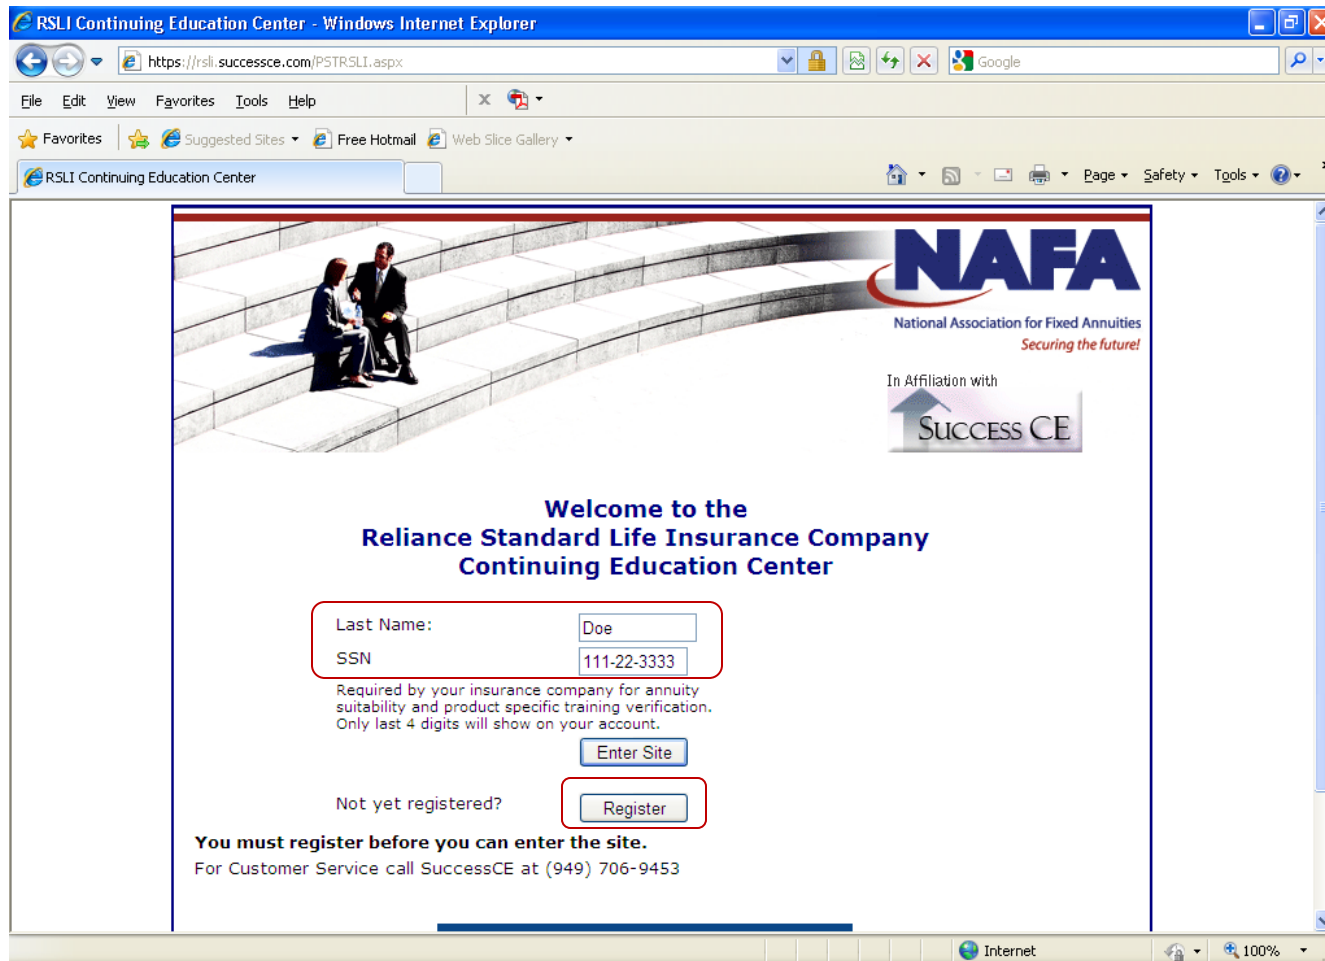 RSLI Continuing Education Center - Windows Internet Explorer
https://rsli.successce.com/PSTRSLI.aspx
Google
File Edit View Favorites Tools Help
Favorites Suggested Sites Free Hotmail Web Slice Gallery
RSLI Continuing Education Center
Page Safety Tools
NAFA
National Association for Fixed Annuities
Securing the future!
In Affiliation with
SUCCESS CE
Welcome to the
Reliance Standard Life Insurance Company
Continuing Education Center
Last Name: Doe
SSN 111-22-3333
Required by your insurance company for annuity
suitability and product specific training verification.
Only last 4 digits will show on your account.
Enter Site
Not yet registered? Register
You must register before you can enter the site.
For Customer Service call SuccessCE at (949) 706-9453
Internet 100%